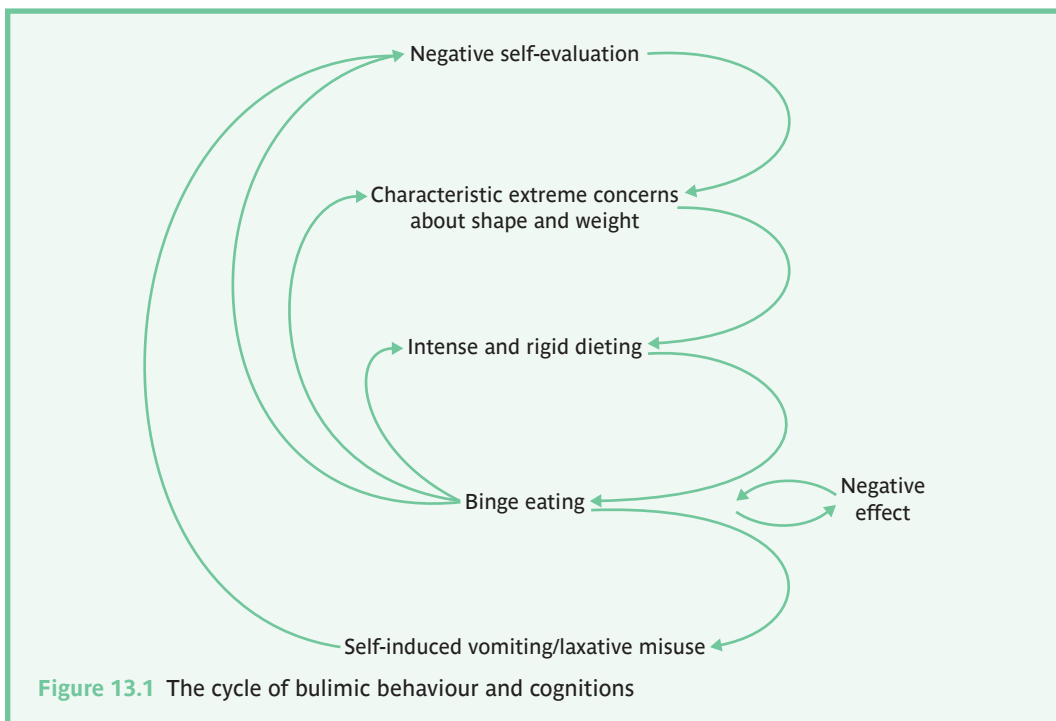 Negative self-evaluation
Characteristic extreme concerns
about shape and weight
Intense and rigid dieting
Binge eating
Negative
effect
Self-induced vomiting/laxative misuse
Figure 13.1 The cycle of bulimic behaviour and cognitions